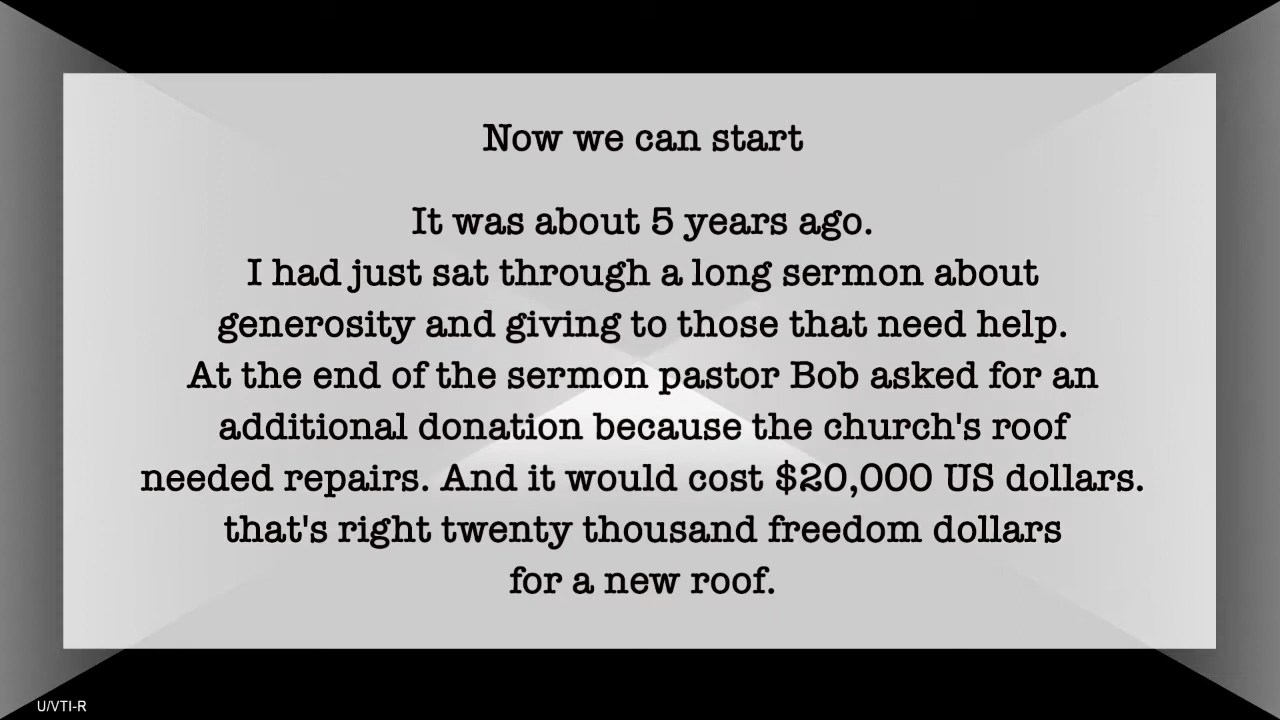 Now we can start
It was about 5 years ago.
I had just sat through a long sermon about
generosity and giving to those that need help.
At the end of the sermon pastor Bob asked for an
additional donation because the church's roof
needed repairs. And it would cost $20,000 US dollars.
that's right twenty thousand freedom dollars
for a new roof.
U/VTI-R